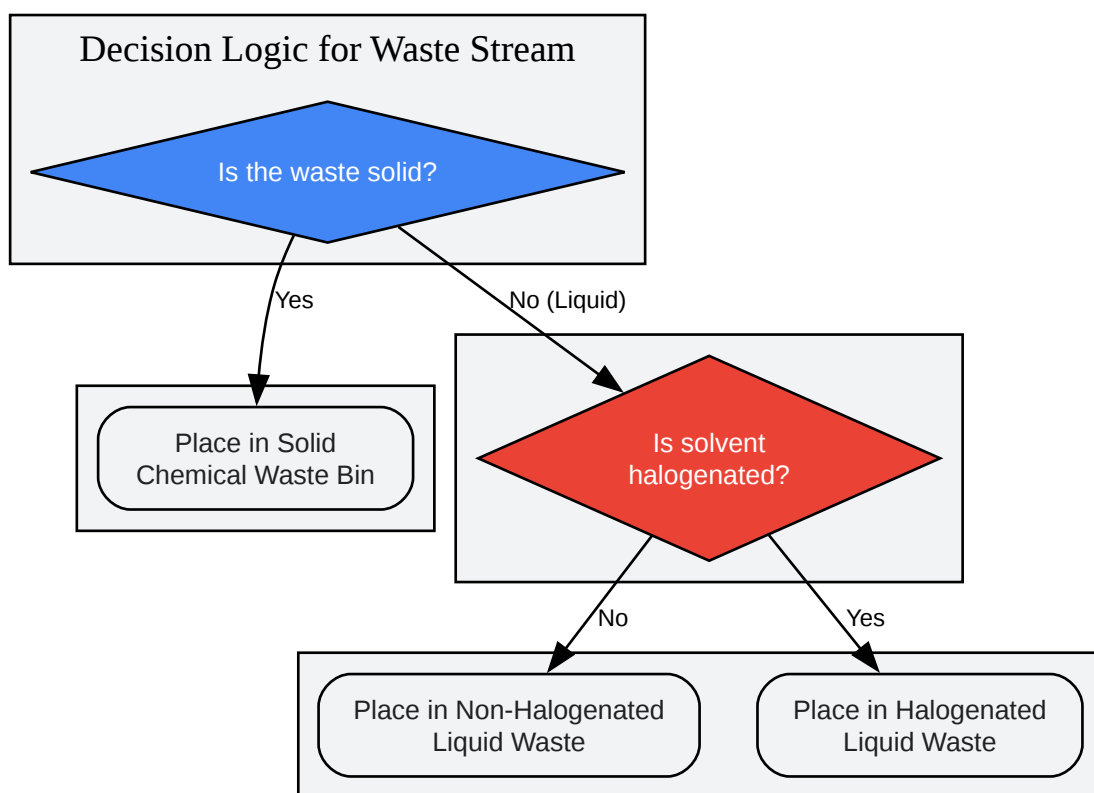 Decision Logic for Waste Stream
Is the waste solid?
Yes
No (Liquid)
Place in Solid
Chemical Waste Bin
Is solvent
halogenated?
No
Yes
Place in Non-Halogenated
Liquid Waste
Place in Halogenated
Liquid Waste